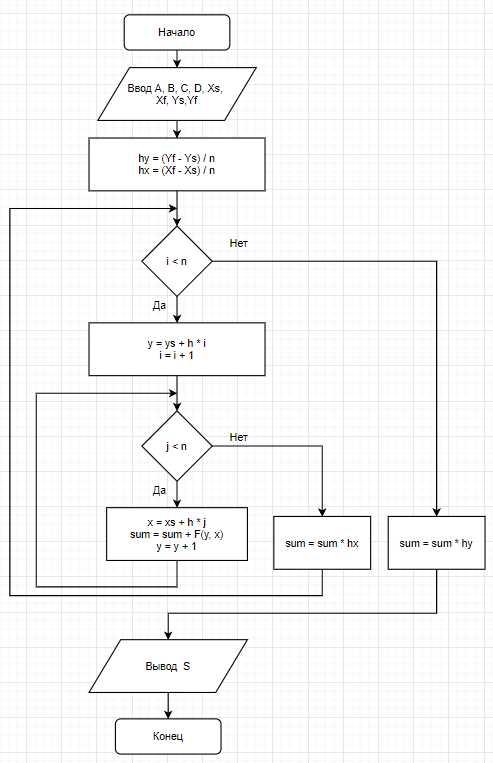 Начало
Ввод A, B, C, D, Xs,
Xf, Ys,Yf
hy = (Yf - Ys) / n
hx = (Xf - Xs) / n
Нет
i < n
Да
y = ys + h * i
i = i + 1
Нет
j < n
Да
x = xs + h * j
sum = sum + F(y, x)
y = y + 1
sum = sum * hx
sum = sum * hy
Вывод S
Конец